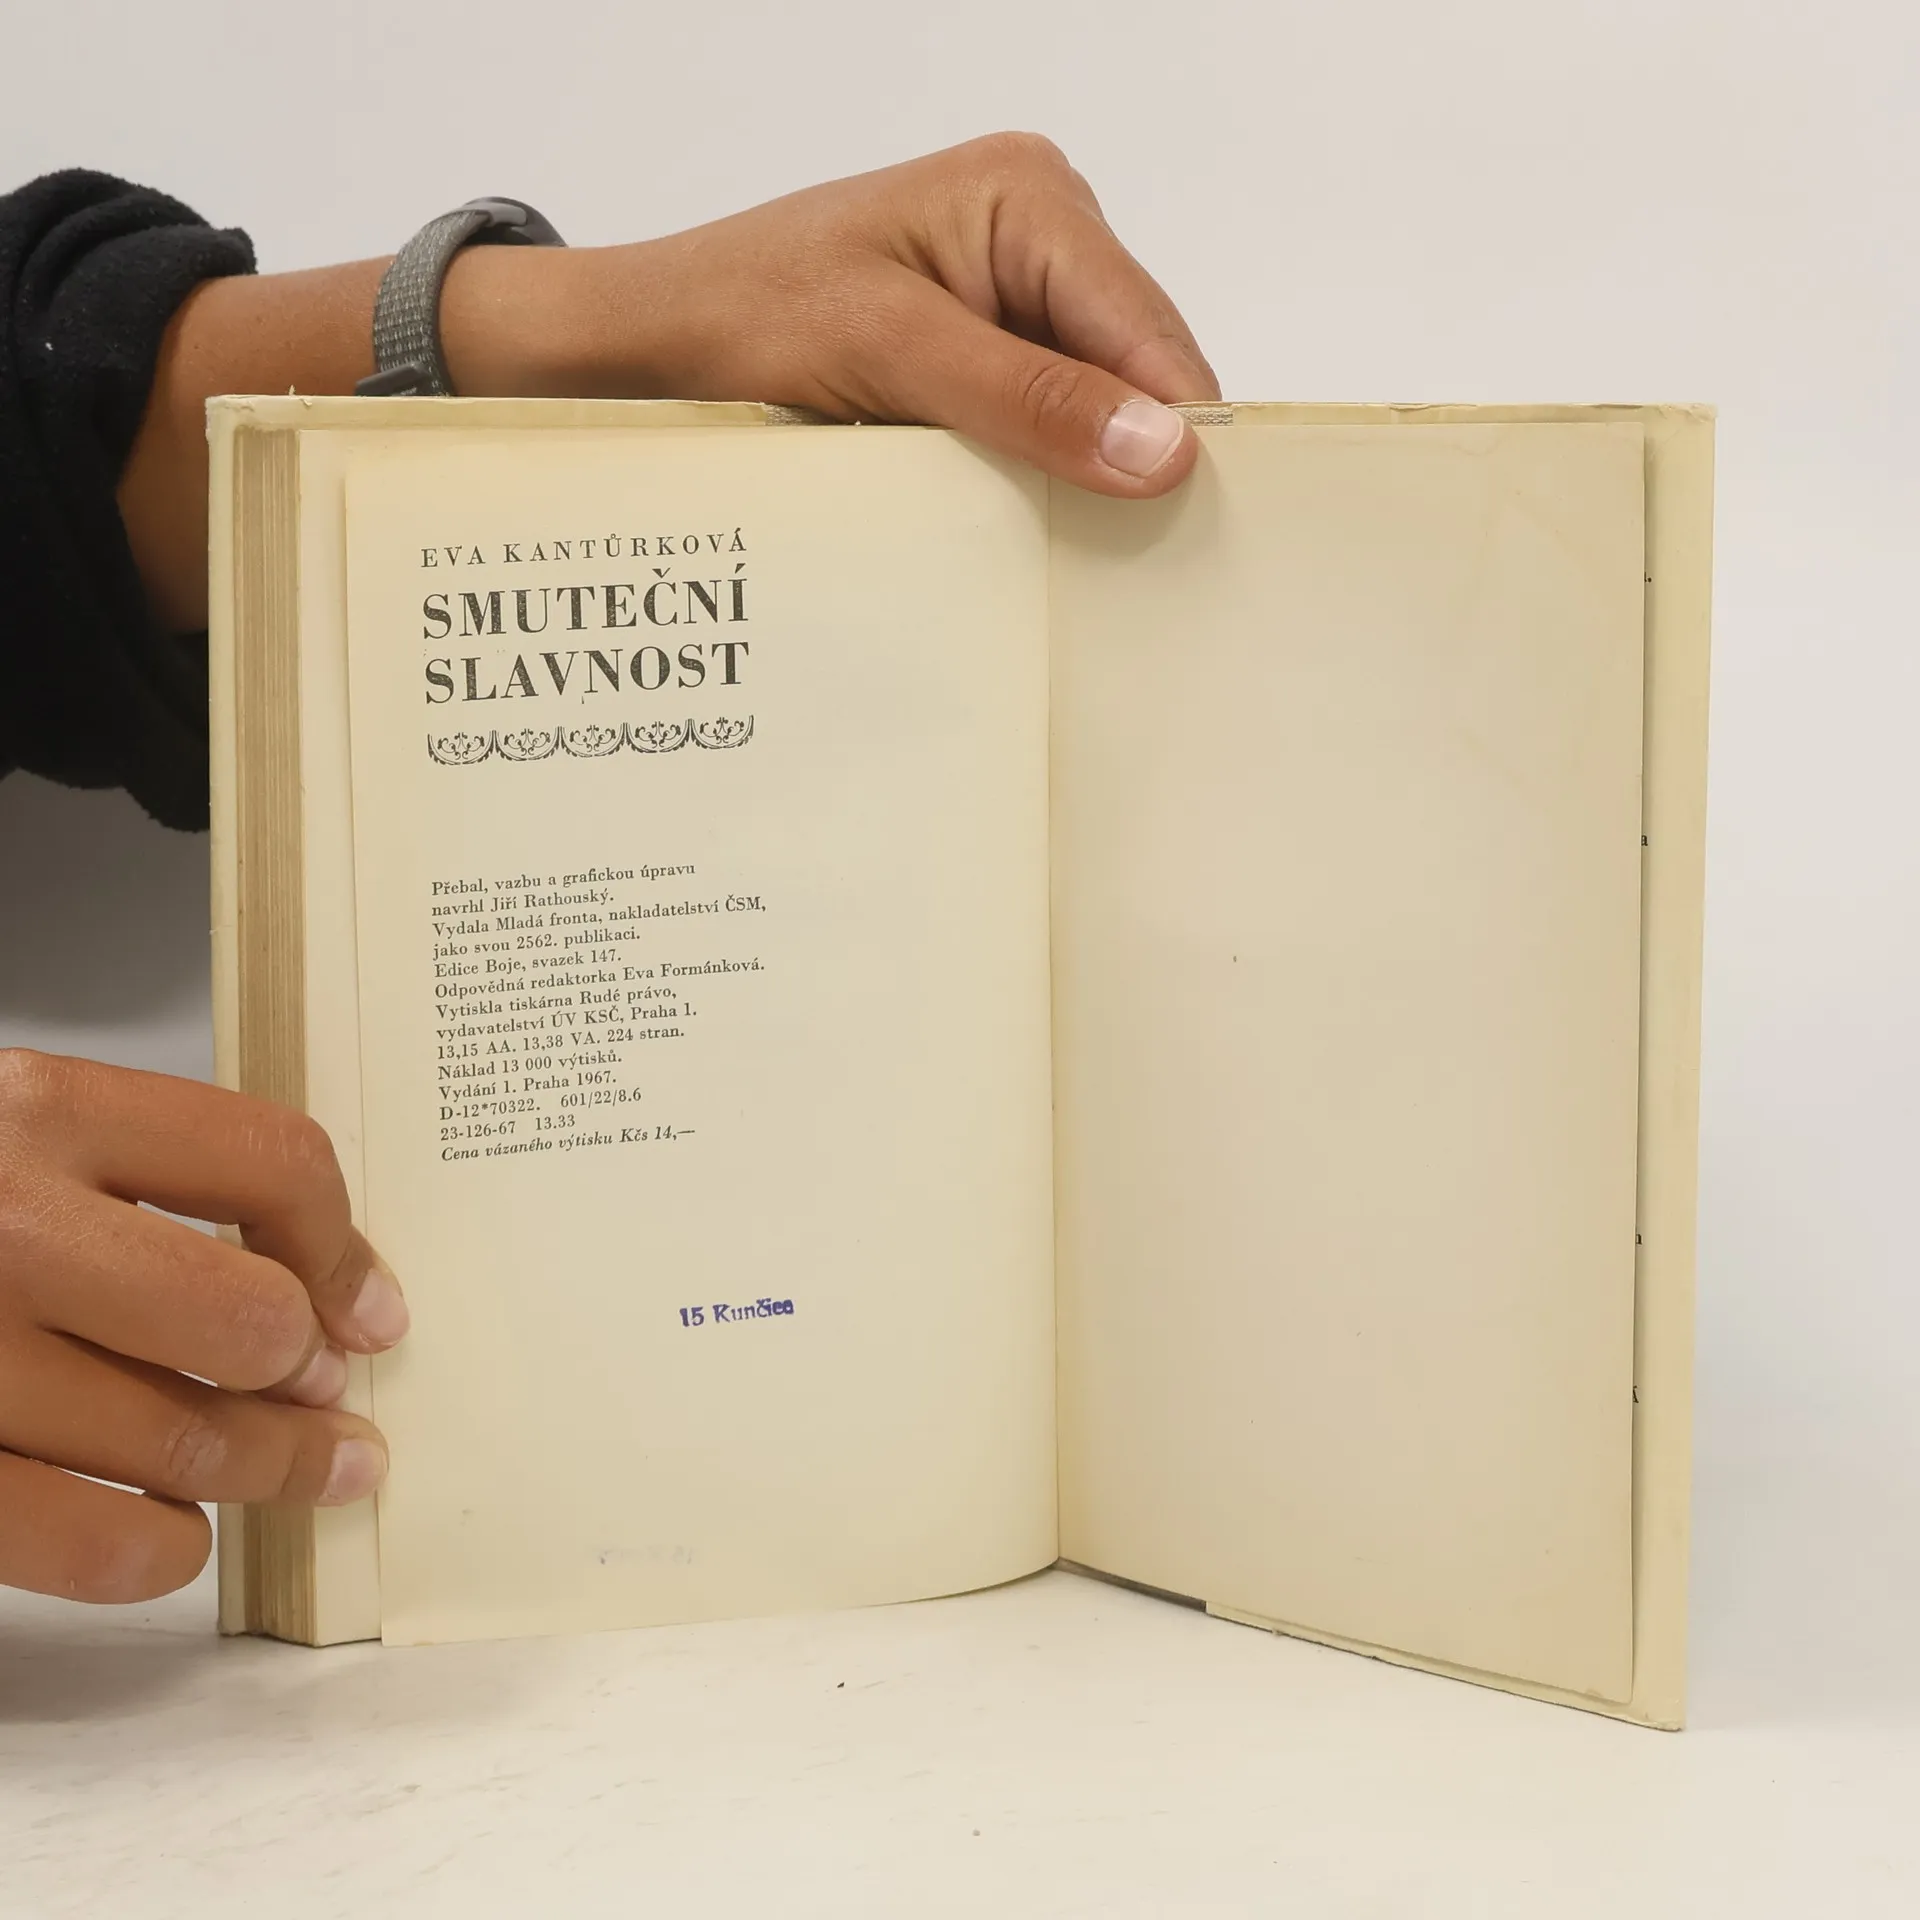 EVA KANTŮRKOVÁ
SMUTEČNÍ
SLAVNOST
Přebal, vazbu a grafickou úpravu
navrhl Jiří Rathouský.
Vydala Mladá fronta, nakladatelství ČSM,
jako svou 2562. publikaci.
Edice Boje, svazek 147.
Odpovědná redaktorka Eva Formánková.
Vytiskla tiskárna Rudé právo,
vydavatelství ÚV KSČ, Praha 1.
13,15 AA. 13,38 VA. 224 stran.
Náklad 13 000 výtisků.
Vydání 1. Praha 1967.
D-12*70322. 601/22/8.6
23-126-67 13.33
Cena vázaného výtisku Kčs 14,—
15 Kunčice